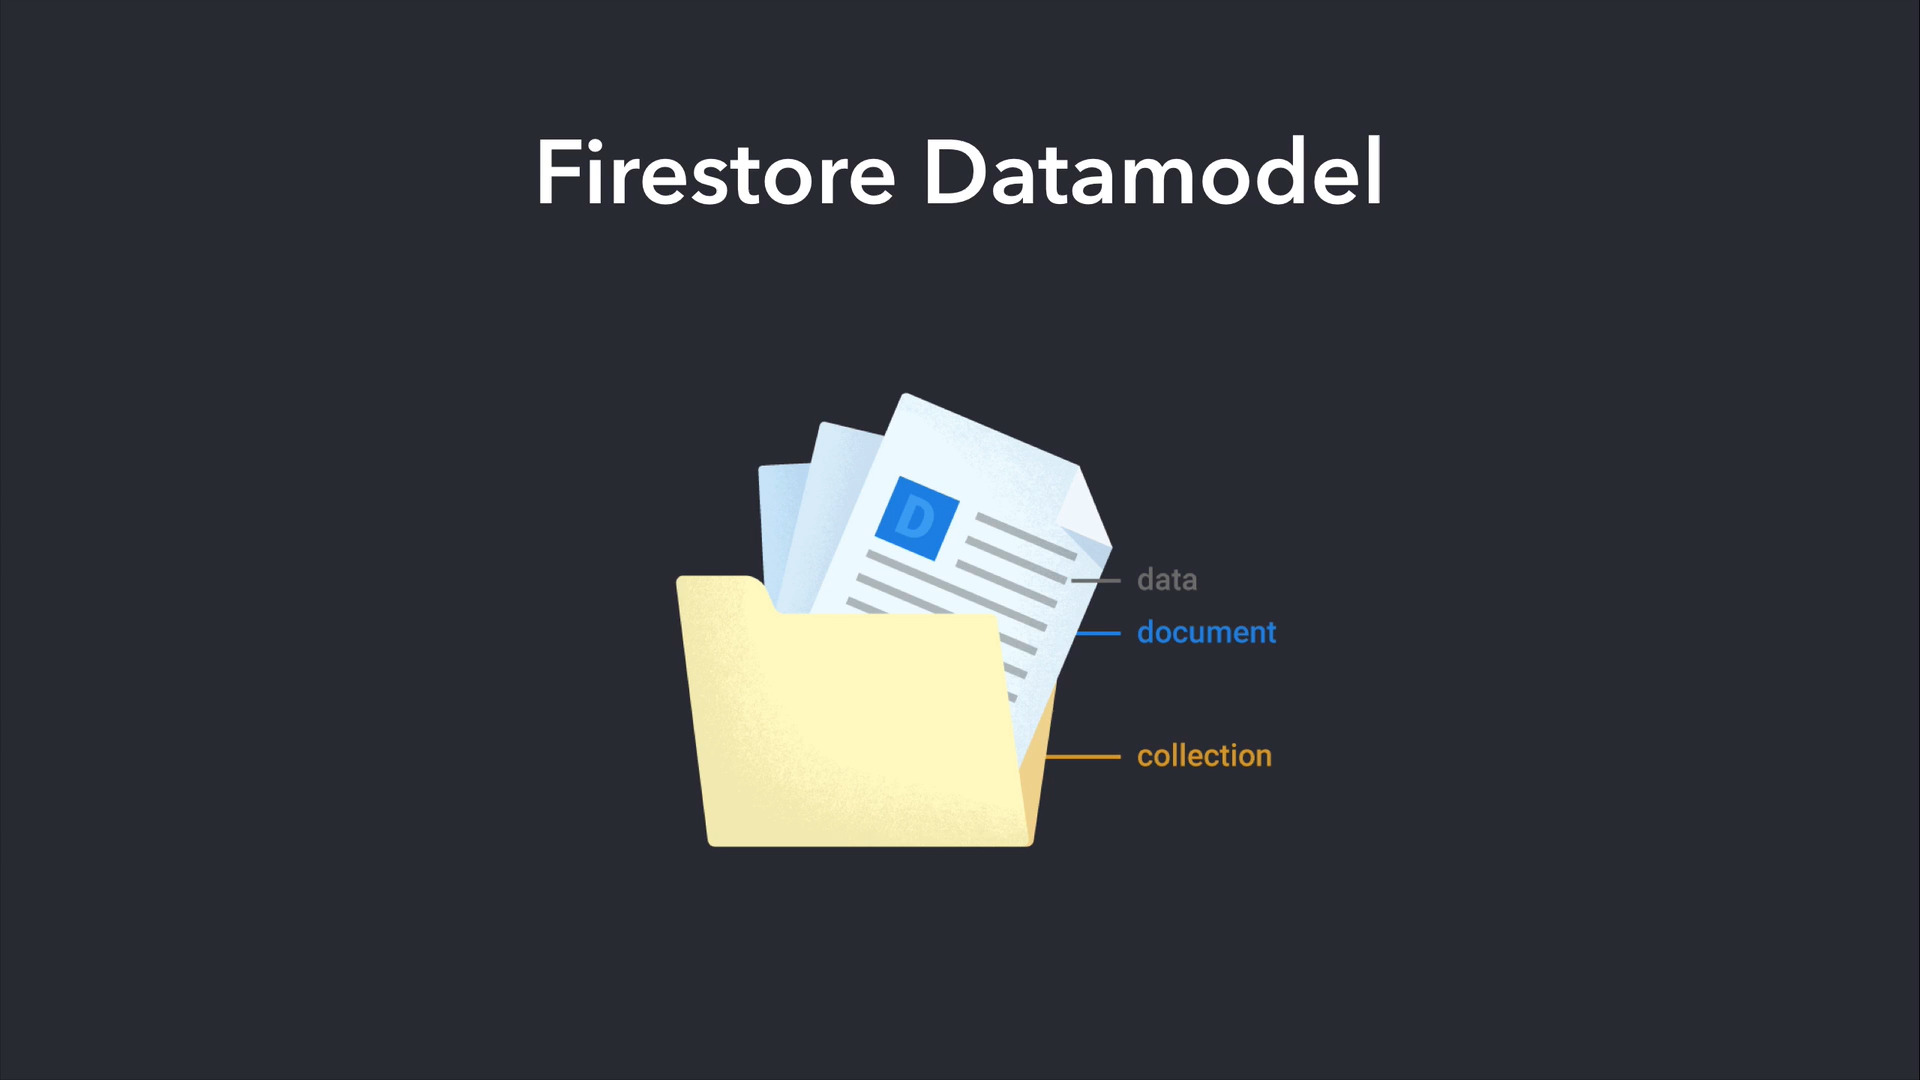 Firestore Datamodel
D
data
document
collection